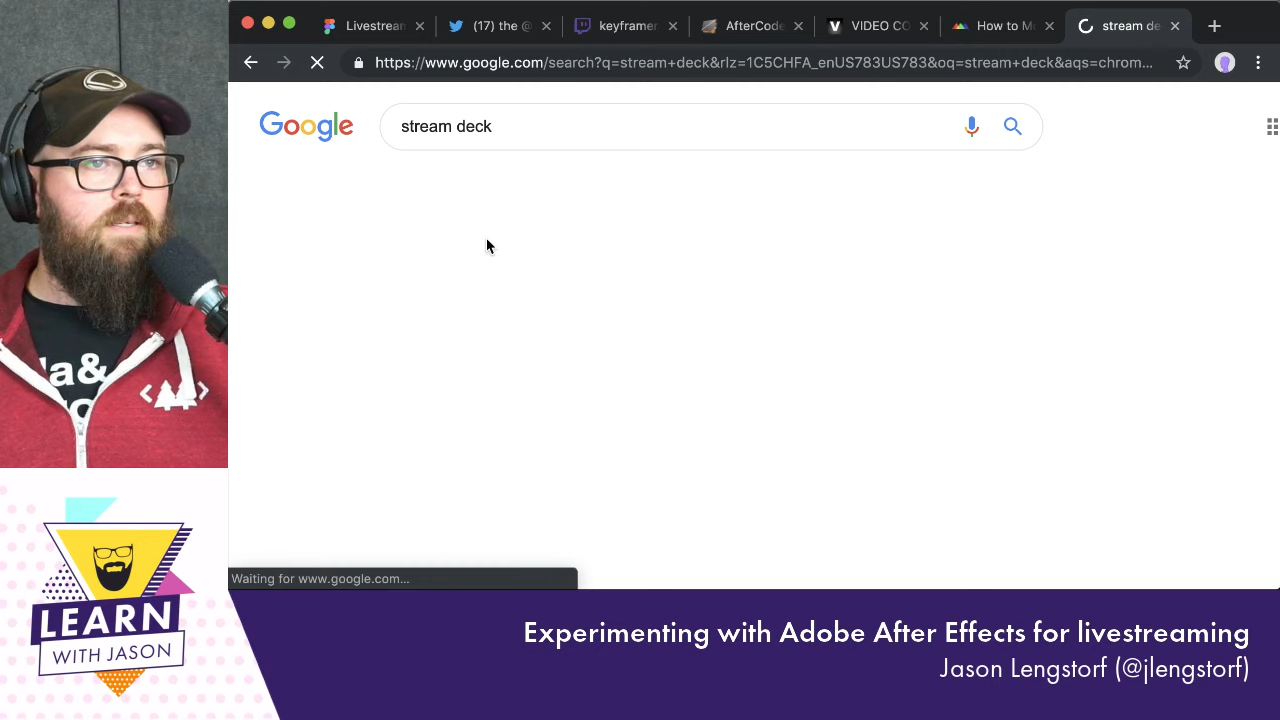 Livestream
(17) the @
keyframer
AfterCode
VIDEO CO
How to Mo
stream de
https://www.google.com/search?q=stream+deck&rlz=1C5CHFA_enUS783US783&oq=stream+deck&aqs=chrom...
Google
stream deck
a&
Waiting for www.google.com...
LEARN
WITH JASON
Experimenting with Adobe After Effects for livestreaming
Jason Lengstorf (@jlengstorf)